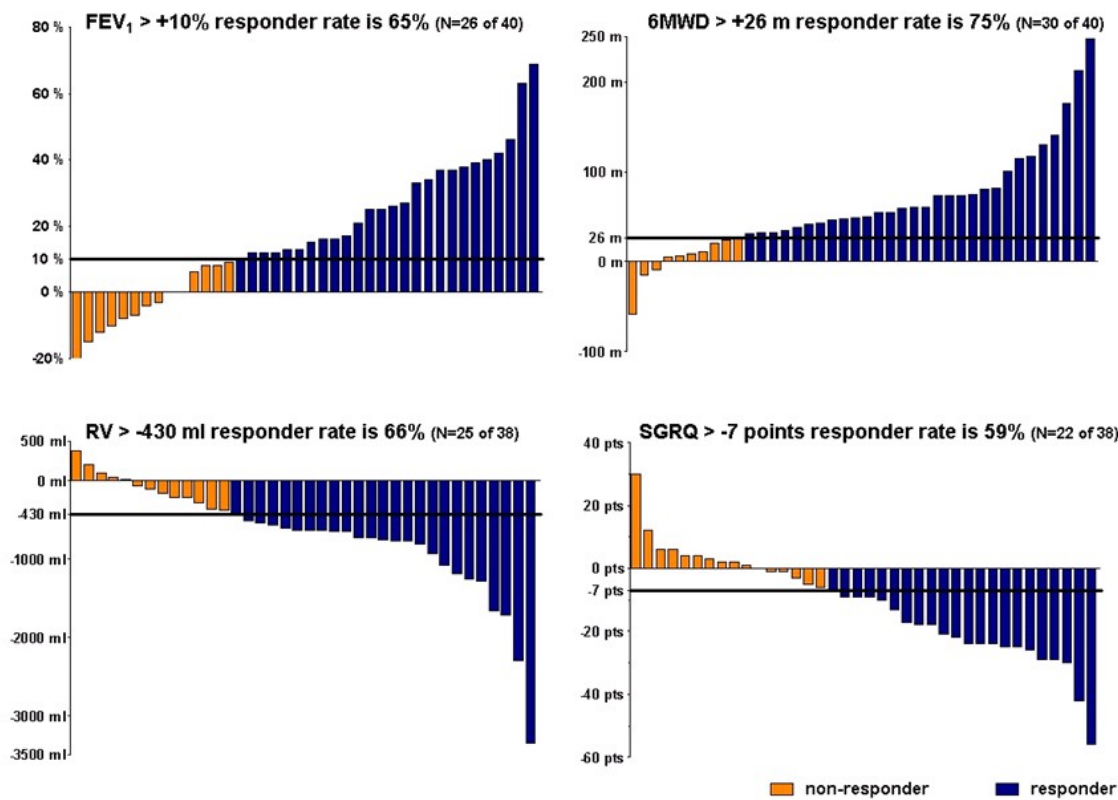 FEV₁ > +10% responder rate is 65% (N=26 of 40)
80 %
60 %
40 %
20 %
10 %
0 %
-20%
6MWD > +26 m responder rate is 75% (N=30 of 40)
250 m
200 m
100 m
26 m
0 m
-100 m
RV > -430 ml responder rate is 66% (N=25 of 38)
500 ml
0 ml
-430 ml
-1000 ml
-2000 ml
-3000 ml
-3500 ml
SGRQ > -7 points responder rate is 59% (N=22 of 38)
40 pts
20 pts
0 pts
-7 pts
-20 pts
-40 pts
-60 pts
non-responder
responder